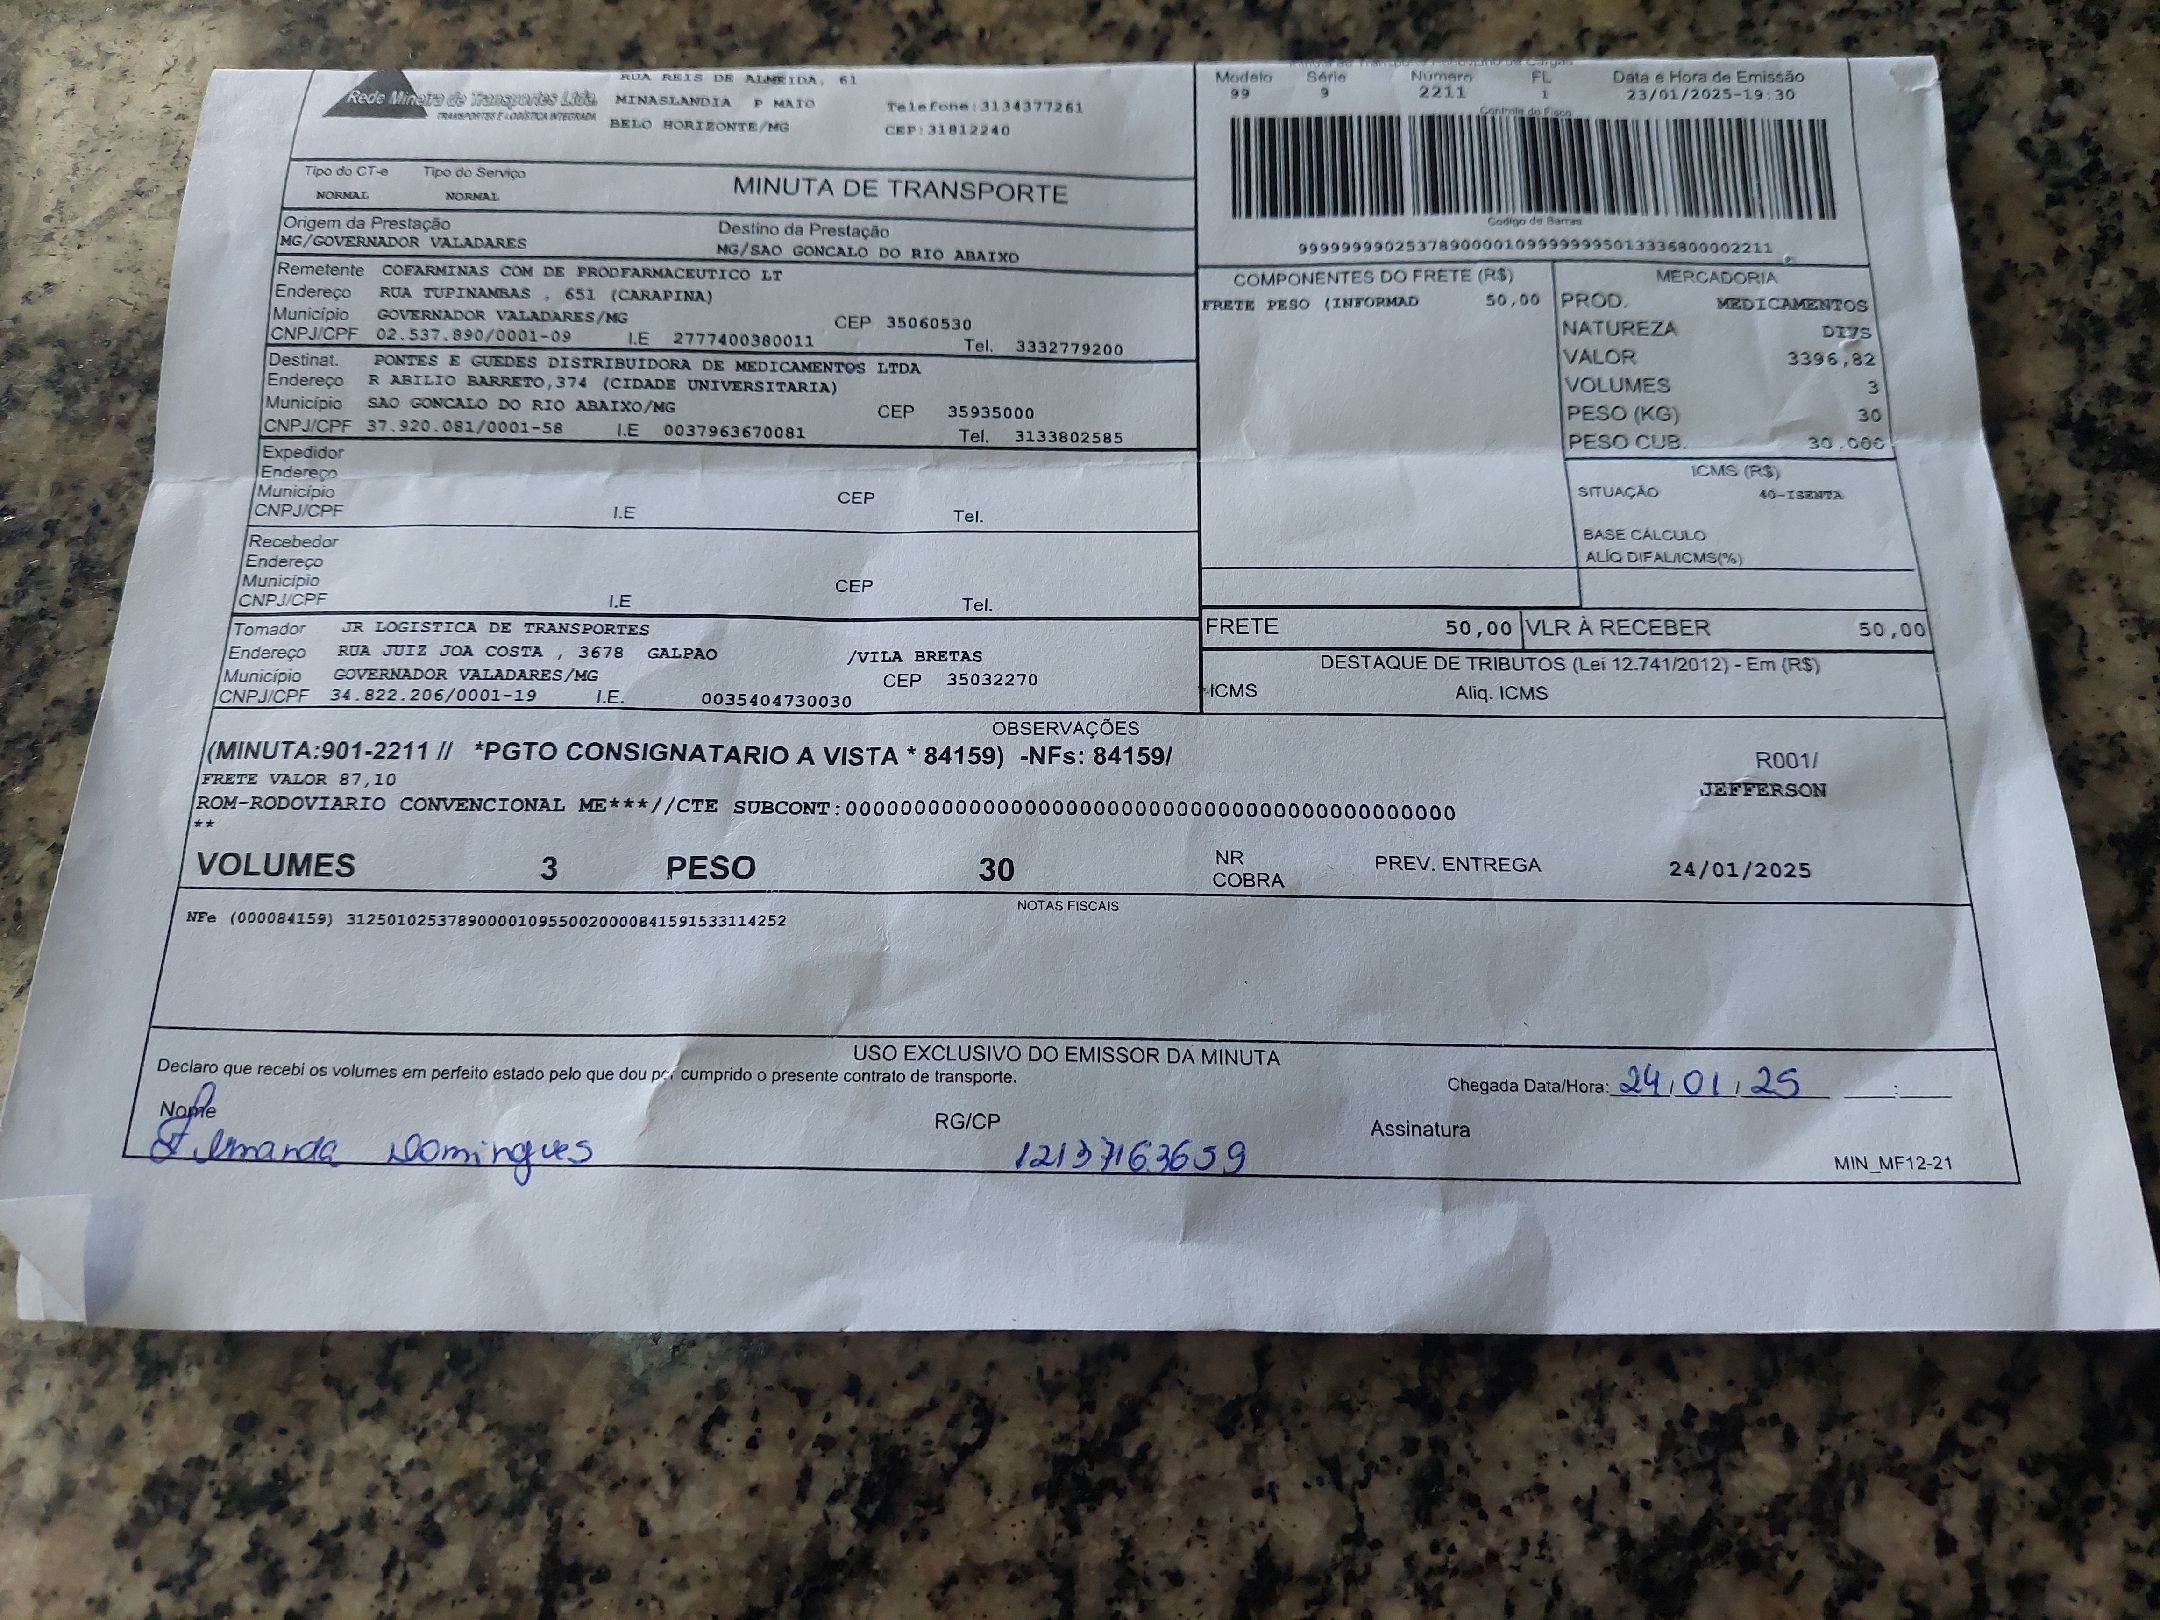 RUA REIS DE ALMEIDA, 61
Rede Mineira de Transportes Ltda. MINASLANDIA P MAIO Telefone:3134377261
TRANSPORTES E LOGÍSTICA INTEGRADA BELO HORIZONTE/MG CEP:31812240
Modelo Série Número FL Data e Hora de Emissão
99 9 2211 1 23/01/2025-19:30
Controle do Fisco
Codigo de Barras
Tipo do CT-e Tipo do Serviço MINUTA DE TRANSPORTE
NORMAL NORMAL
Origem da Prestação Destino da Prestação
MG/GOVERNADOR VALADARES MG/SAO GONCALO DO RIO ABAIXO
Remetente COFARMINAS COM DE PRODFARMACEUTICO LT
Endereço RUA TUPINAMBAS , 651 (CARAPINA)
Município GOVERNADOR VALADARES/MG CEP 35060530
CNPJ/CPF 02.537.890/0001-09 I.E 2777400380011 Tel. 3332779200
Destinat. PONTES E GUEDES DISTRIBUIDORA DE MEDICAMENTOS LTDA
Endereço R ABILIO BARRETO,374 (CIDADE UNIVERSITARIA)
Município SAO GONCALO DO RIO ABAIXO/MG CEP 35935000
CNPJ/CPF 37.920.081/0001-58 I.E 0037963670081 Tel. 3133802585
Expedidor
Endereço
Município CEP
CNPJ/CPF I.E Tel.
Recebedor
Endereço
Município CEP
CNPJ/CPF I.E Tel.
Tomador JR LOGISTICA DE TRANSPORTES
Endereço RUA JUIZ JOA COSTA , 3678 GALPAO /VILA BRETAS
Município GOVERNADOR VALADARES/MG CEP 35032270
CNPJ/CPF 34.822.206/0001-19 I.E. 0035404730030
COMPONENTES DO FRETE (R$)
FRETE PESO (INFORMAD 50,00
MERCADORIA
PROD. MEDICAMENTOS
NATUREZA DIVS
VALOR 3396,82
VOLUMES 3
PESO (KG) 30
PESO CUB. 30.000
ICMS (R$)
SITUAÇÃO 40-ISENTA
BASE CÁLCULO
ALÍQ DIFAL/ICMS(%)
FRETE 50,00 VLR À RECEBER 50,00
DESTAQUE DE TRIBUTOS (Lei 12.741/2012) - Em (R$)
ICMS Aliq. ICMS
OBSERVAÇÕES
(MINUTA:901-2211 // *PGTO CONSIGNATARIO A VISTA * 84159) -NFs: 84159/ R001/
FRETE VALOR 87,10 JEFFERSON
ROM-RODOVIARIO CONVENCIONAL ME***//CTE SUBCONT:00000000000000000000000000000000000000000000
**
VOLUMES 3 PESO 30 NR COBRA PREV. ENTREGA 24/01/2025
NOTAS FISCAIS
NFe (000084159) 31250102537890000109550020000841591533114252
USO EXCLUSIVO DO EMISSOR DA MINUTA
Declaro que recebi os volumes em perfeito estado pelo que dou por cumprido o presente contrato de transporte.
Chegada Data/Hora: 24/01/25 :
Nome RG/CP Assinatura
Domingues 12137163659
MIN_MF12-21